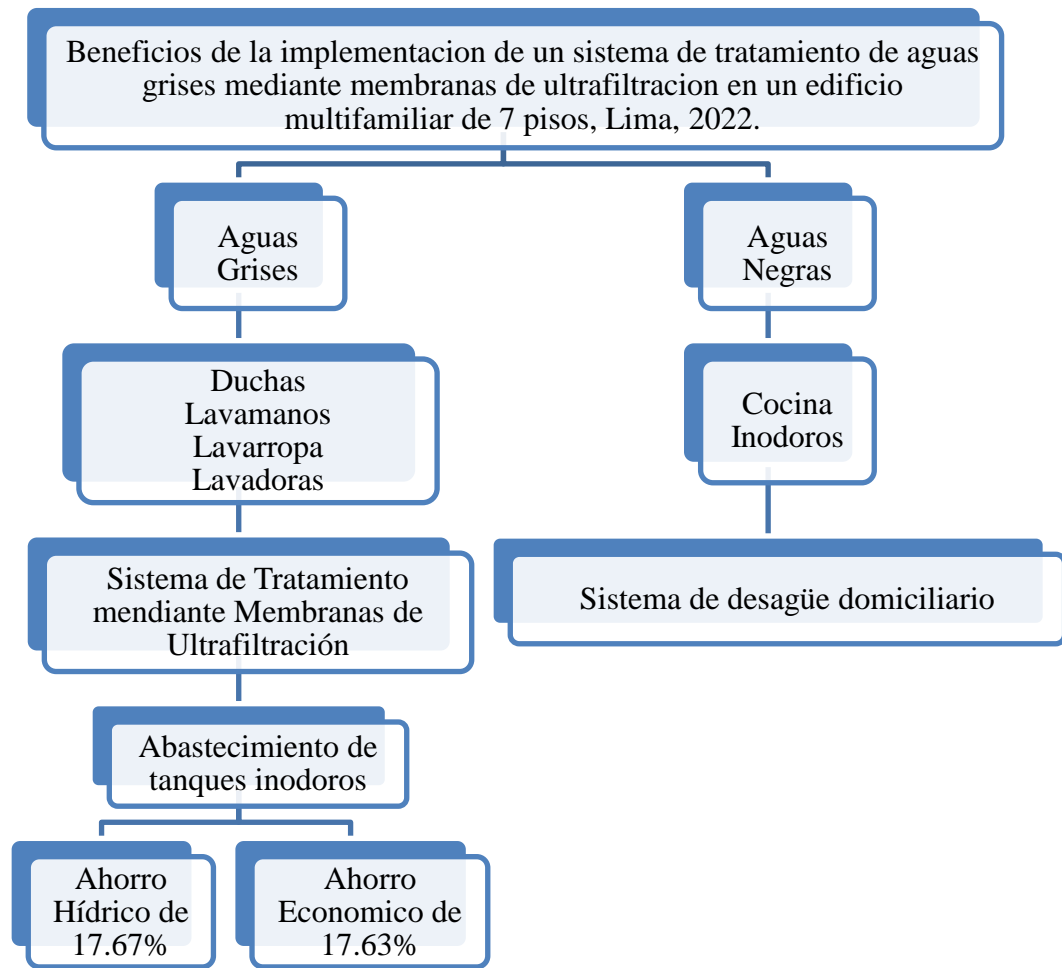 Beneficios de la implementacion de un sistema de tratamiento de aguas
grises mediante membranas de ultrafiltracion en un edificio
multifamiliar de 7 pisos, Lima, 2022.
Aguas
Grises
Duchas
Lavamanos
Lavarropa
Lavadoras
Sistema de Tratamiento
mendiante Membranas de
Ultrafiltración
Abastecimiento de
tanques inodoros
Ahorro
Hídrico de
17.67%
Ahorro
Economico de
17.63%
Aguas
Negras
Cocina
Inodoros
Sistema de desagüe domiciliario